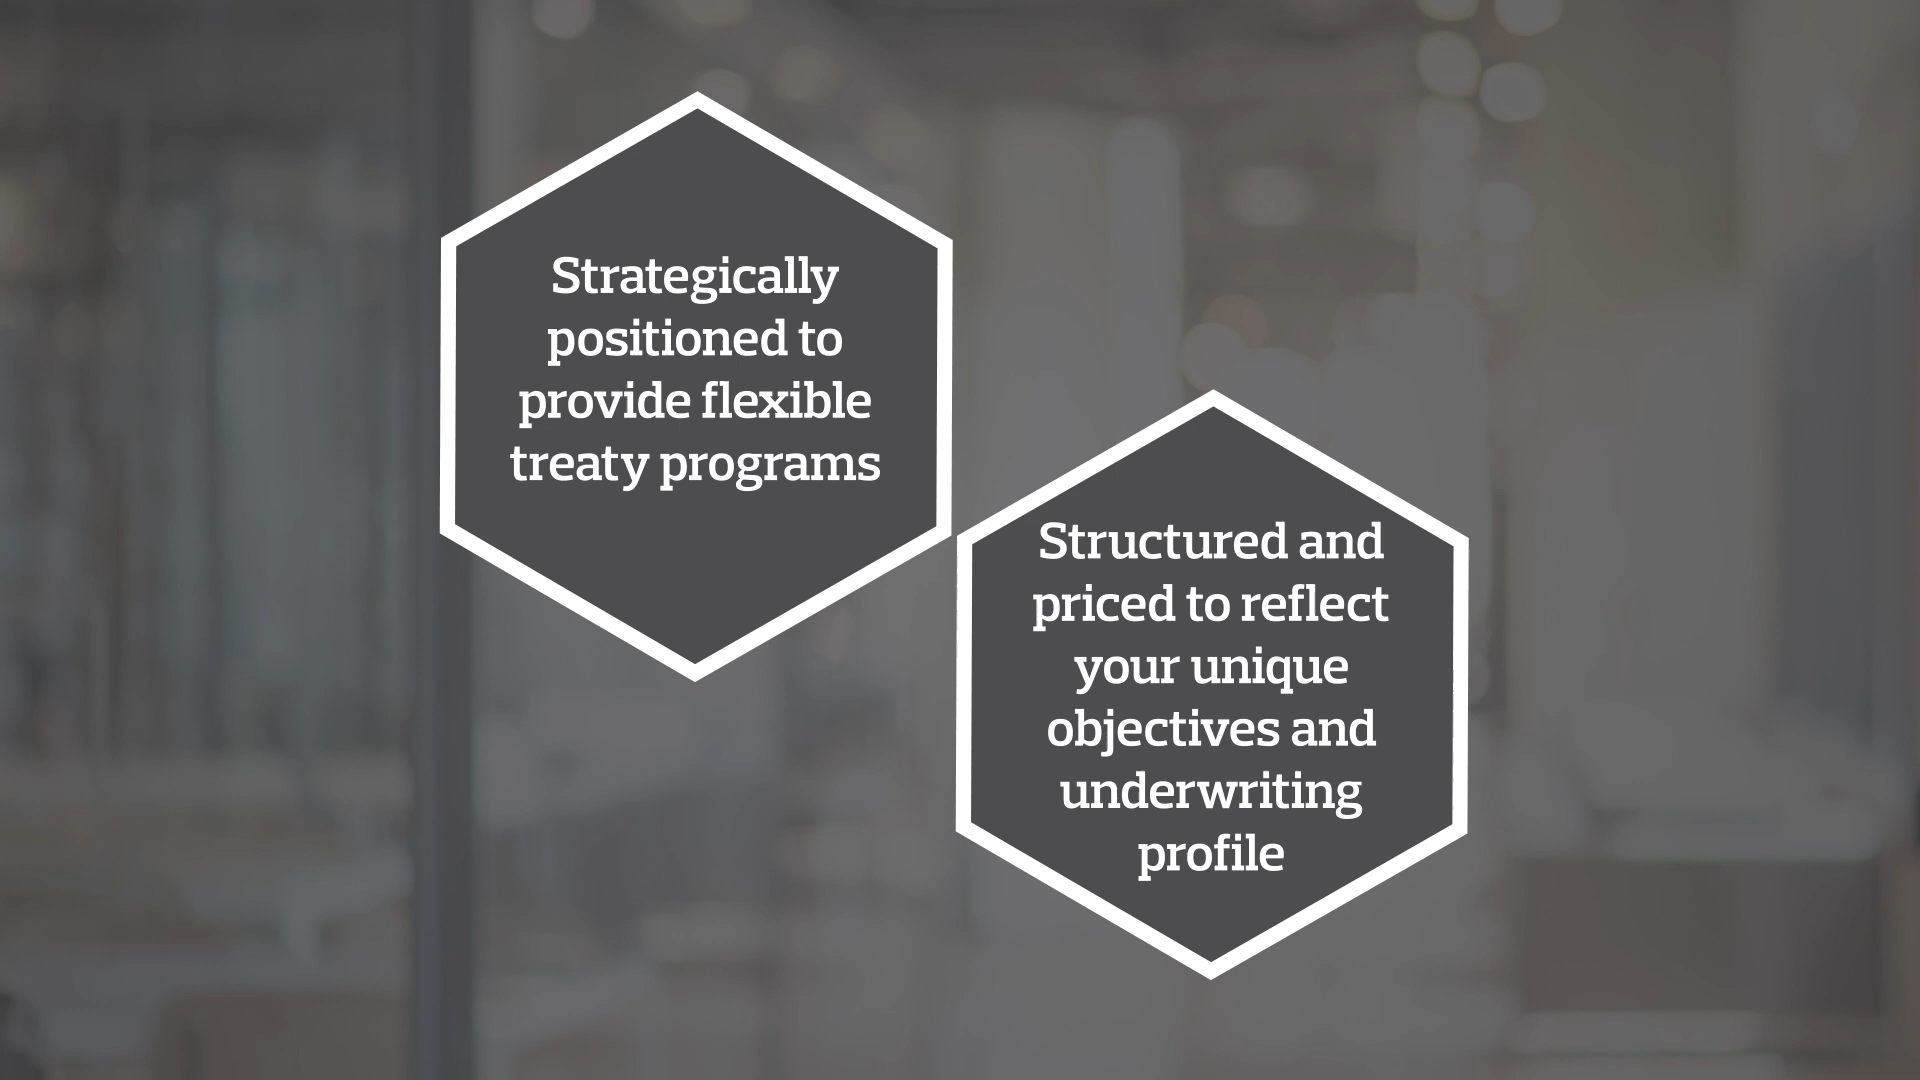 Strategically
positioned to
provide flexible
treaty programs
Structured and
priced to reflect
your unique
objectives and
underwriting
profile